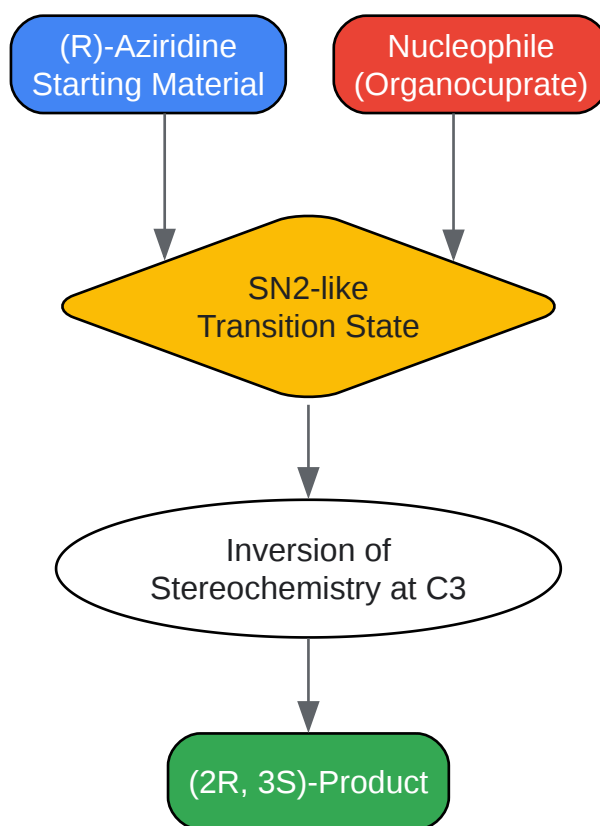 (R)-Aziridine
Starting Material
Nucleophile
(Organocuprate)
SN2-like
Transition State
Inversion of
Stereochemistry at C3
(2R, 3S)-Product